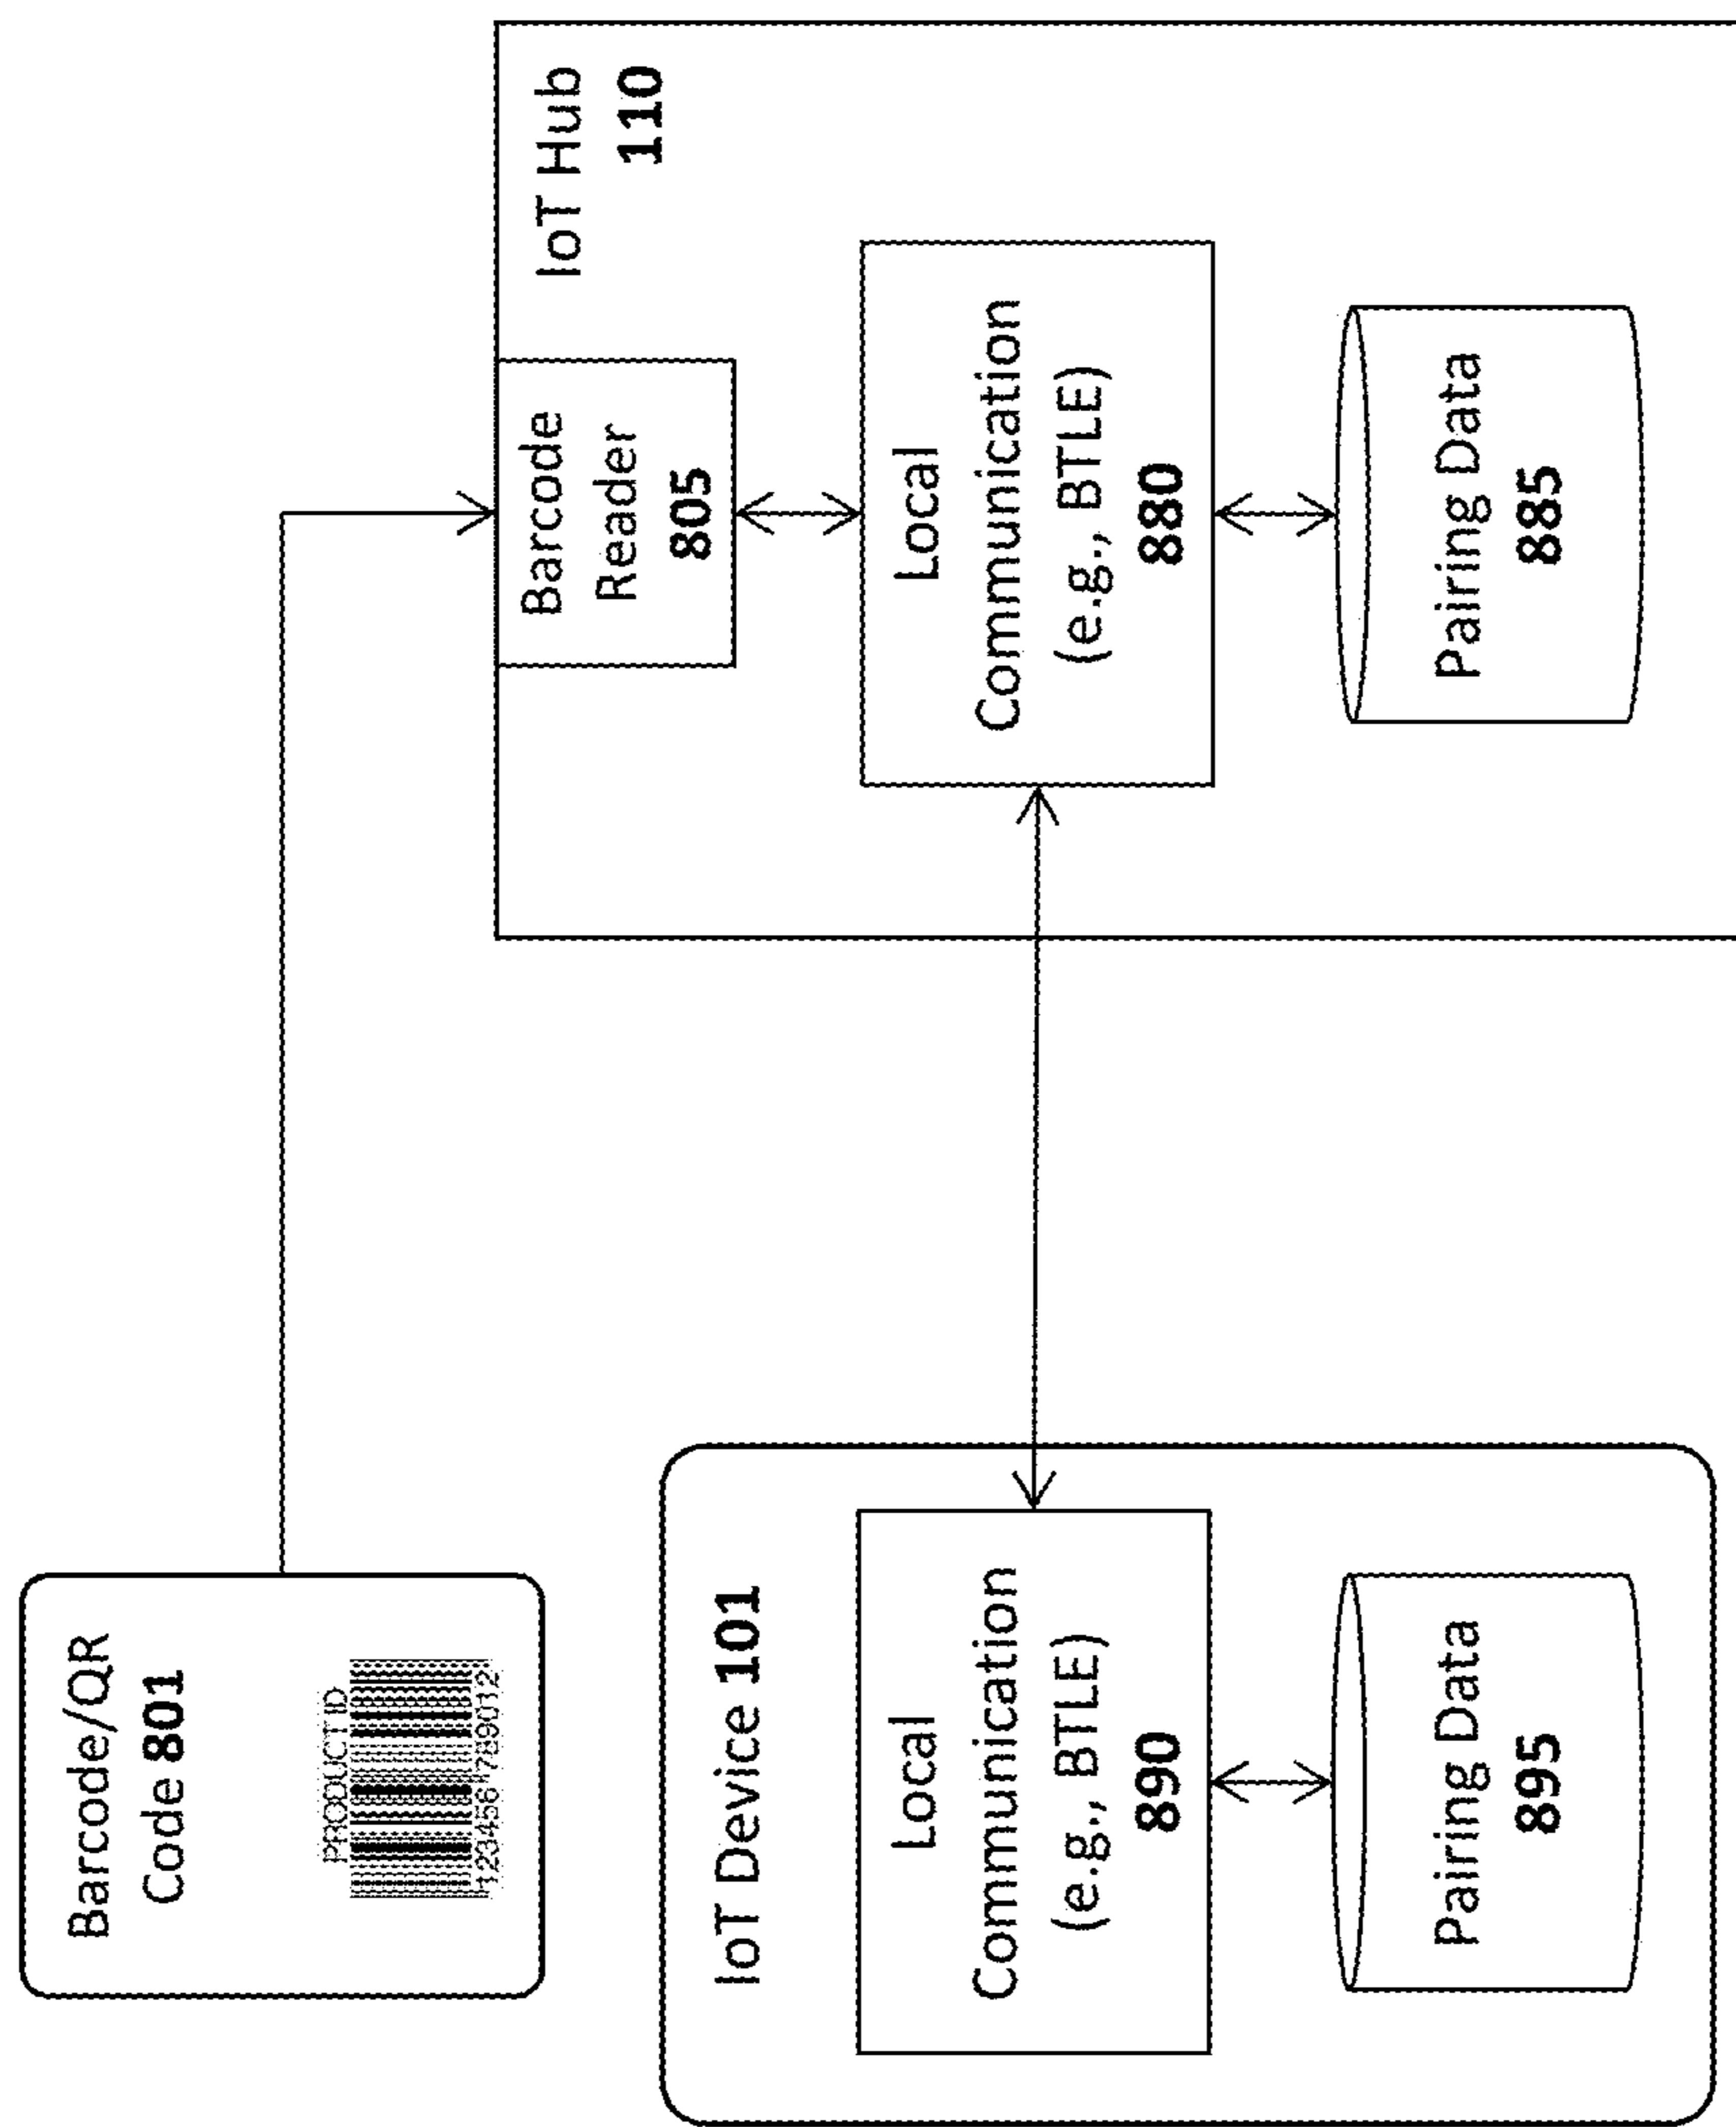 Barcode/QR
Code 801
PRODUCT ID
123456 789012
IoT Device 101
Local
Communication
(e.g., BTLE)
890
Pairing Data
895
IoT Hub
110
Barcode
Reader
805
Local
Communication
(e.g., BTLE)
880
Pairing Data
885